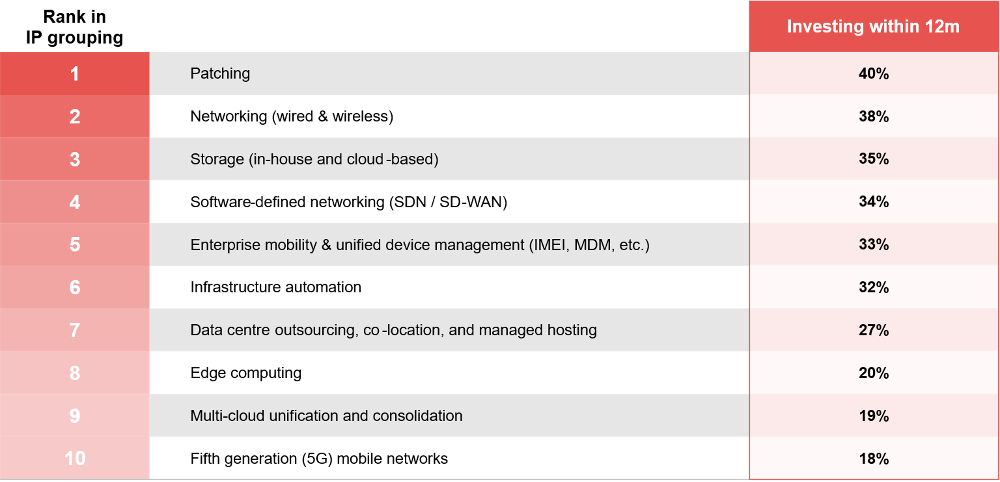 Rank in
IP grouping
Investing within 12m
1 Patching 40%
2 Networking (wired & wireless) 38%
3 Storage (in-house and cloud-based) 35%
4 Software-defined networking (SDN / SD-WAN) 34%
5 Enterprise mobility & unified device management (IMEI, MDM, etc.) 33%
6 Infrastructure automation 32%
7 Data centre outsourcing, co-location, and managed hosting 27%
8 Edge computing 20%
9 Multi-cloud unification and consolidation 19%
10 Fifth generation (5G) mobile networks 18%